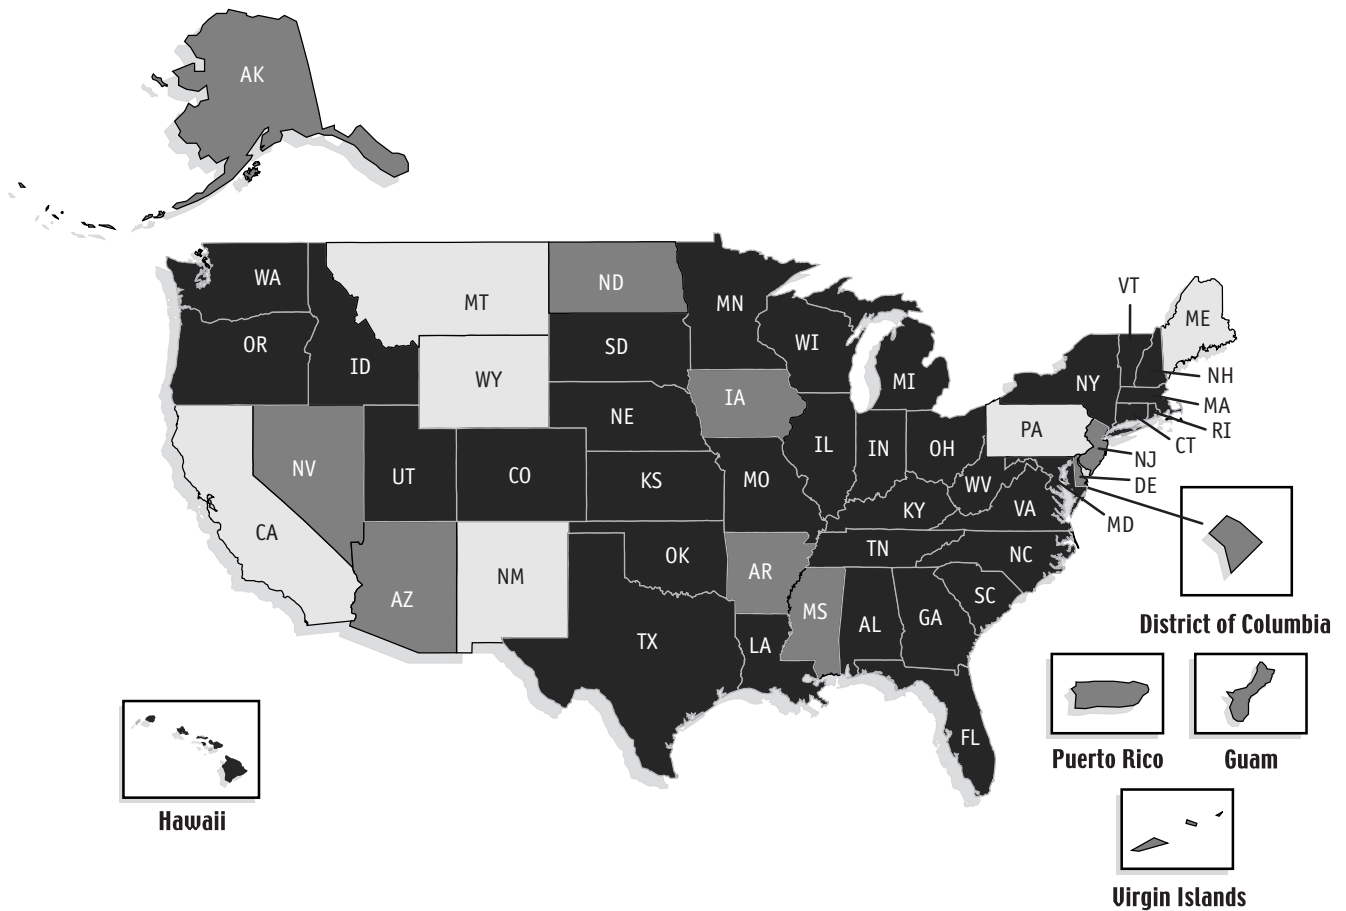 AK
WA
MT
ND
MN
VT
ME
OR
ID
WY
SD
WI
MI
NY
NH
MA
RI
CT
NV
UT
CO
NE
IA
IL
IN
OH
PA
NJ
DE
MD
CA
KS
MO
KY
WV
VA
AZ
NM
OK
AR
TN
NC
SC
TX
LA
MS
AL
GA
FL
District of Columbia
Puerto Rico
Guam
Hawaii
Virgin Islands